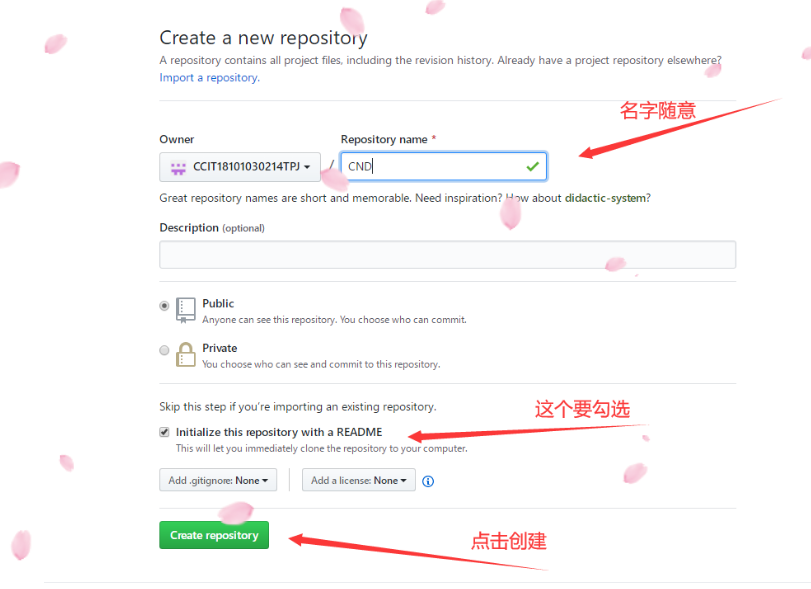 Create a new repository
A repository contains all project files, including the revision history. Already have a project repository elsewhere?
Import a repository.
名字随意
Owner
Repository name *
CCIT18101030214TPJ
/
CND
Great repository names are short and memorable. Need inspiration? How about didactic-system?
Description (optional)
Public
Anyone can see this repository. You choose who can commit.
Private
You choose who can see and commit to this repository.
Skip this step if you're importing an existing repository.
这个要勾选
Initialize this repository with a README
This will let you immediately clone the repository to your computer.
Add .gitignore: None
Add a license: None
Create repository
点击创建